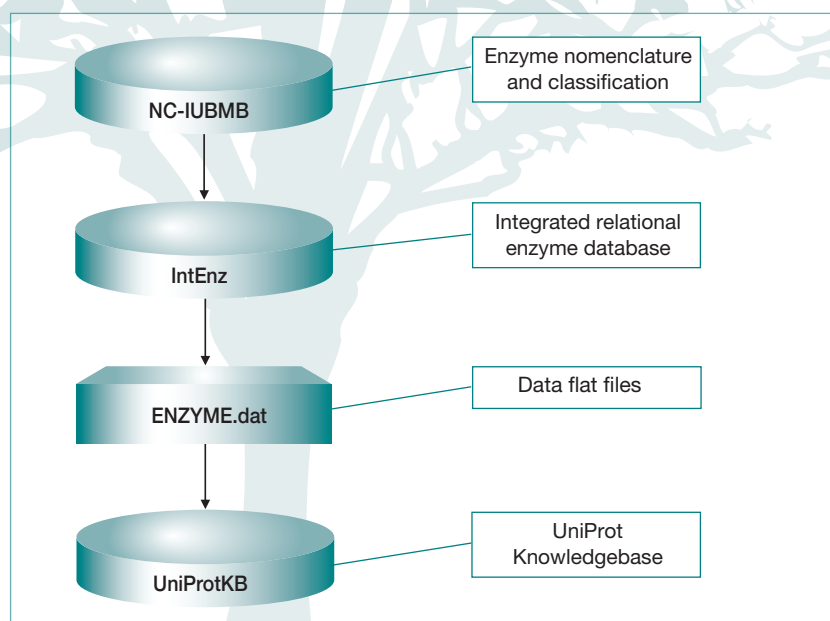 Enzyme nomenclature
and classification
NC-IUBMB
Integrated relational
enzyme database
IntEnz
Data flat files
ENZYME.dat
UniProt
Knowledgebase
UniProtKB